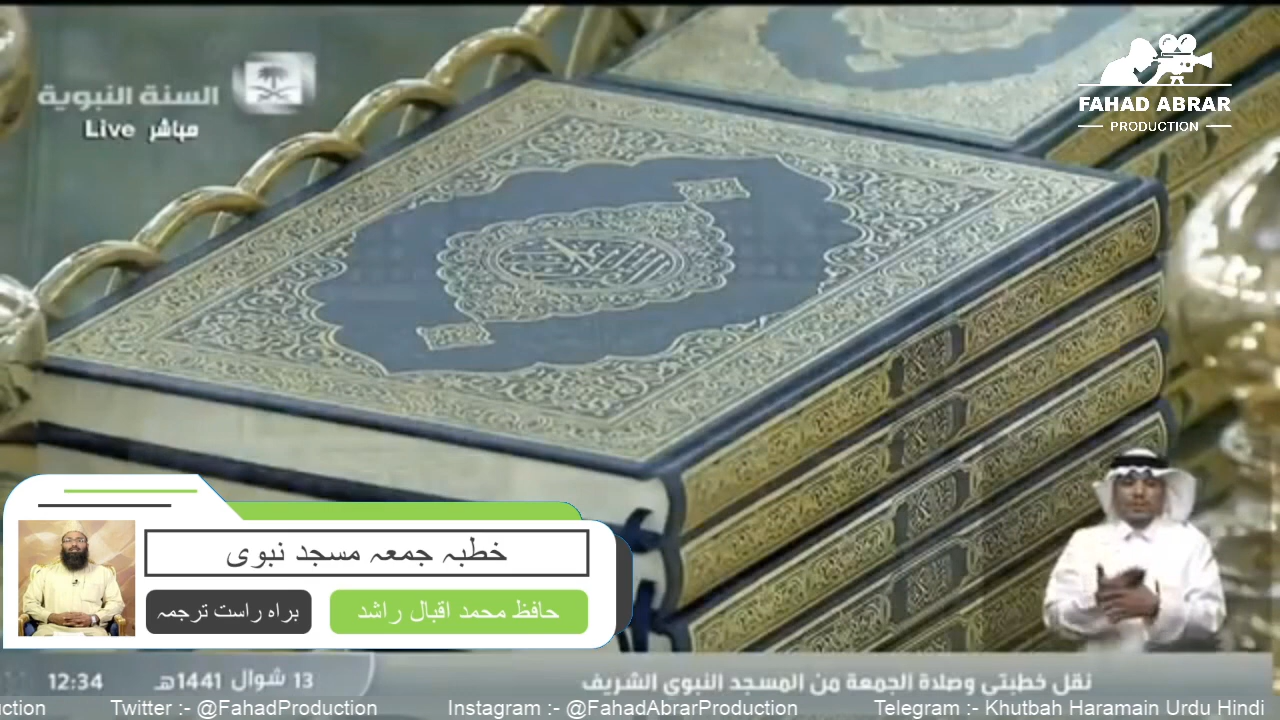 السنة النبوية
Live مباشر
FAHAD ABRAR
PRODUCTION
خطبہ جمعہ مسجد نبوی
براہ راست ترجمہ
حافظ محمد اقبال راشد
نقل خطبتي وصلاة الجمعة من المسجد النبوي الشريف
13 شوال 1441هـ
12:34
ction Twitter :- @FahadProduction Instagram :- @FahadAbrarProduction Telegram :- Khutbah Haramain Urdu Hindi